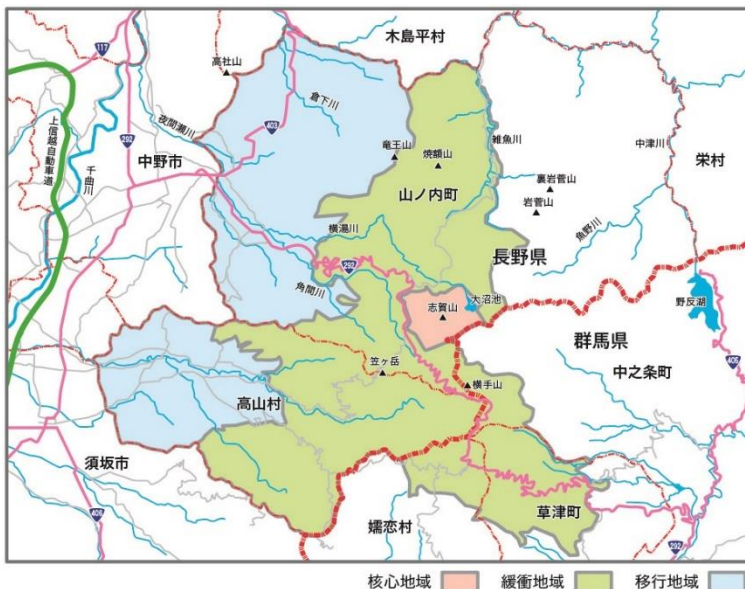 木島平村
117
高社山
倉下川
403
夜間瀬川
292
上信越自動車道
千曲川
中野市
竜王山
焼額山
雑魚川
中津川
栄村
裏岩菅山
岩菅山
山ノ内町
魚野川
横湯川
長野県
292
角間川
大沼池
志賀山
野反湖
群馬県
405
中之条町
笠ヶ岳
横手山
高山村
須坂市
草津町
嬬恋村
406
292
核心地域 緩衝地域 移行地域